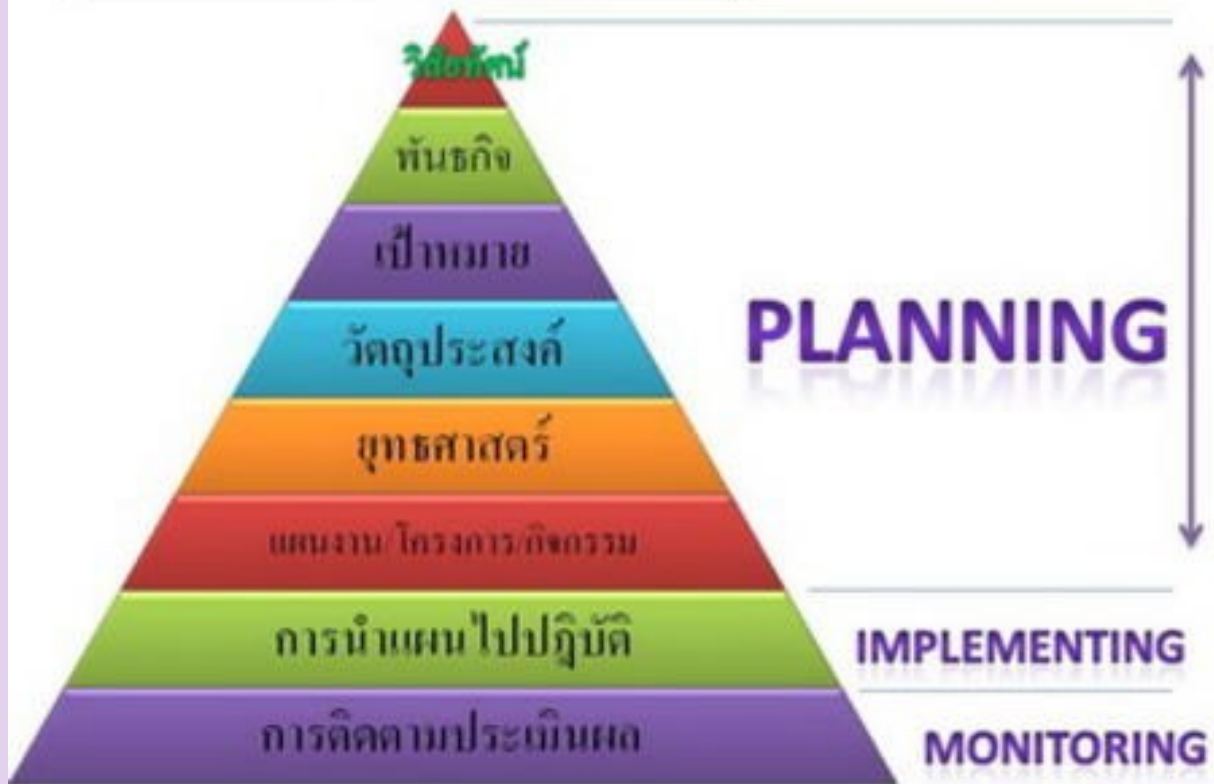 วิสัยทัศน์
พันธกิจ
เป้าหมาย
วัตถุประสงค์
PLANNING
ยุทธศาสตร์
แผนงาน/โครงการ/กิจกรรม
การนำแผนไปปฏิบัติ
IMPLEMENTING
การติดตามประเมินผล
MONITORING